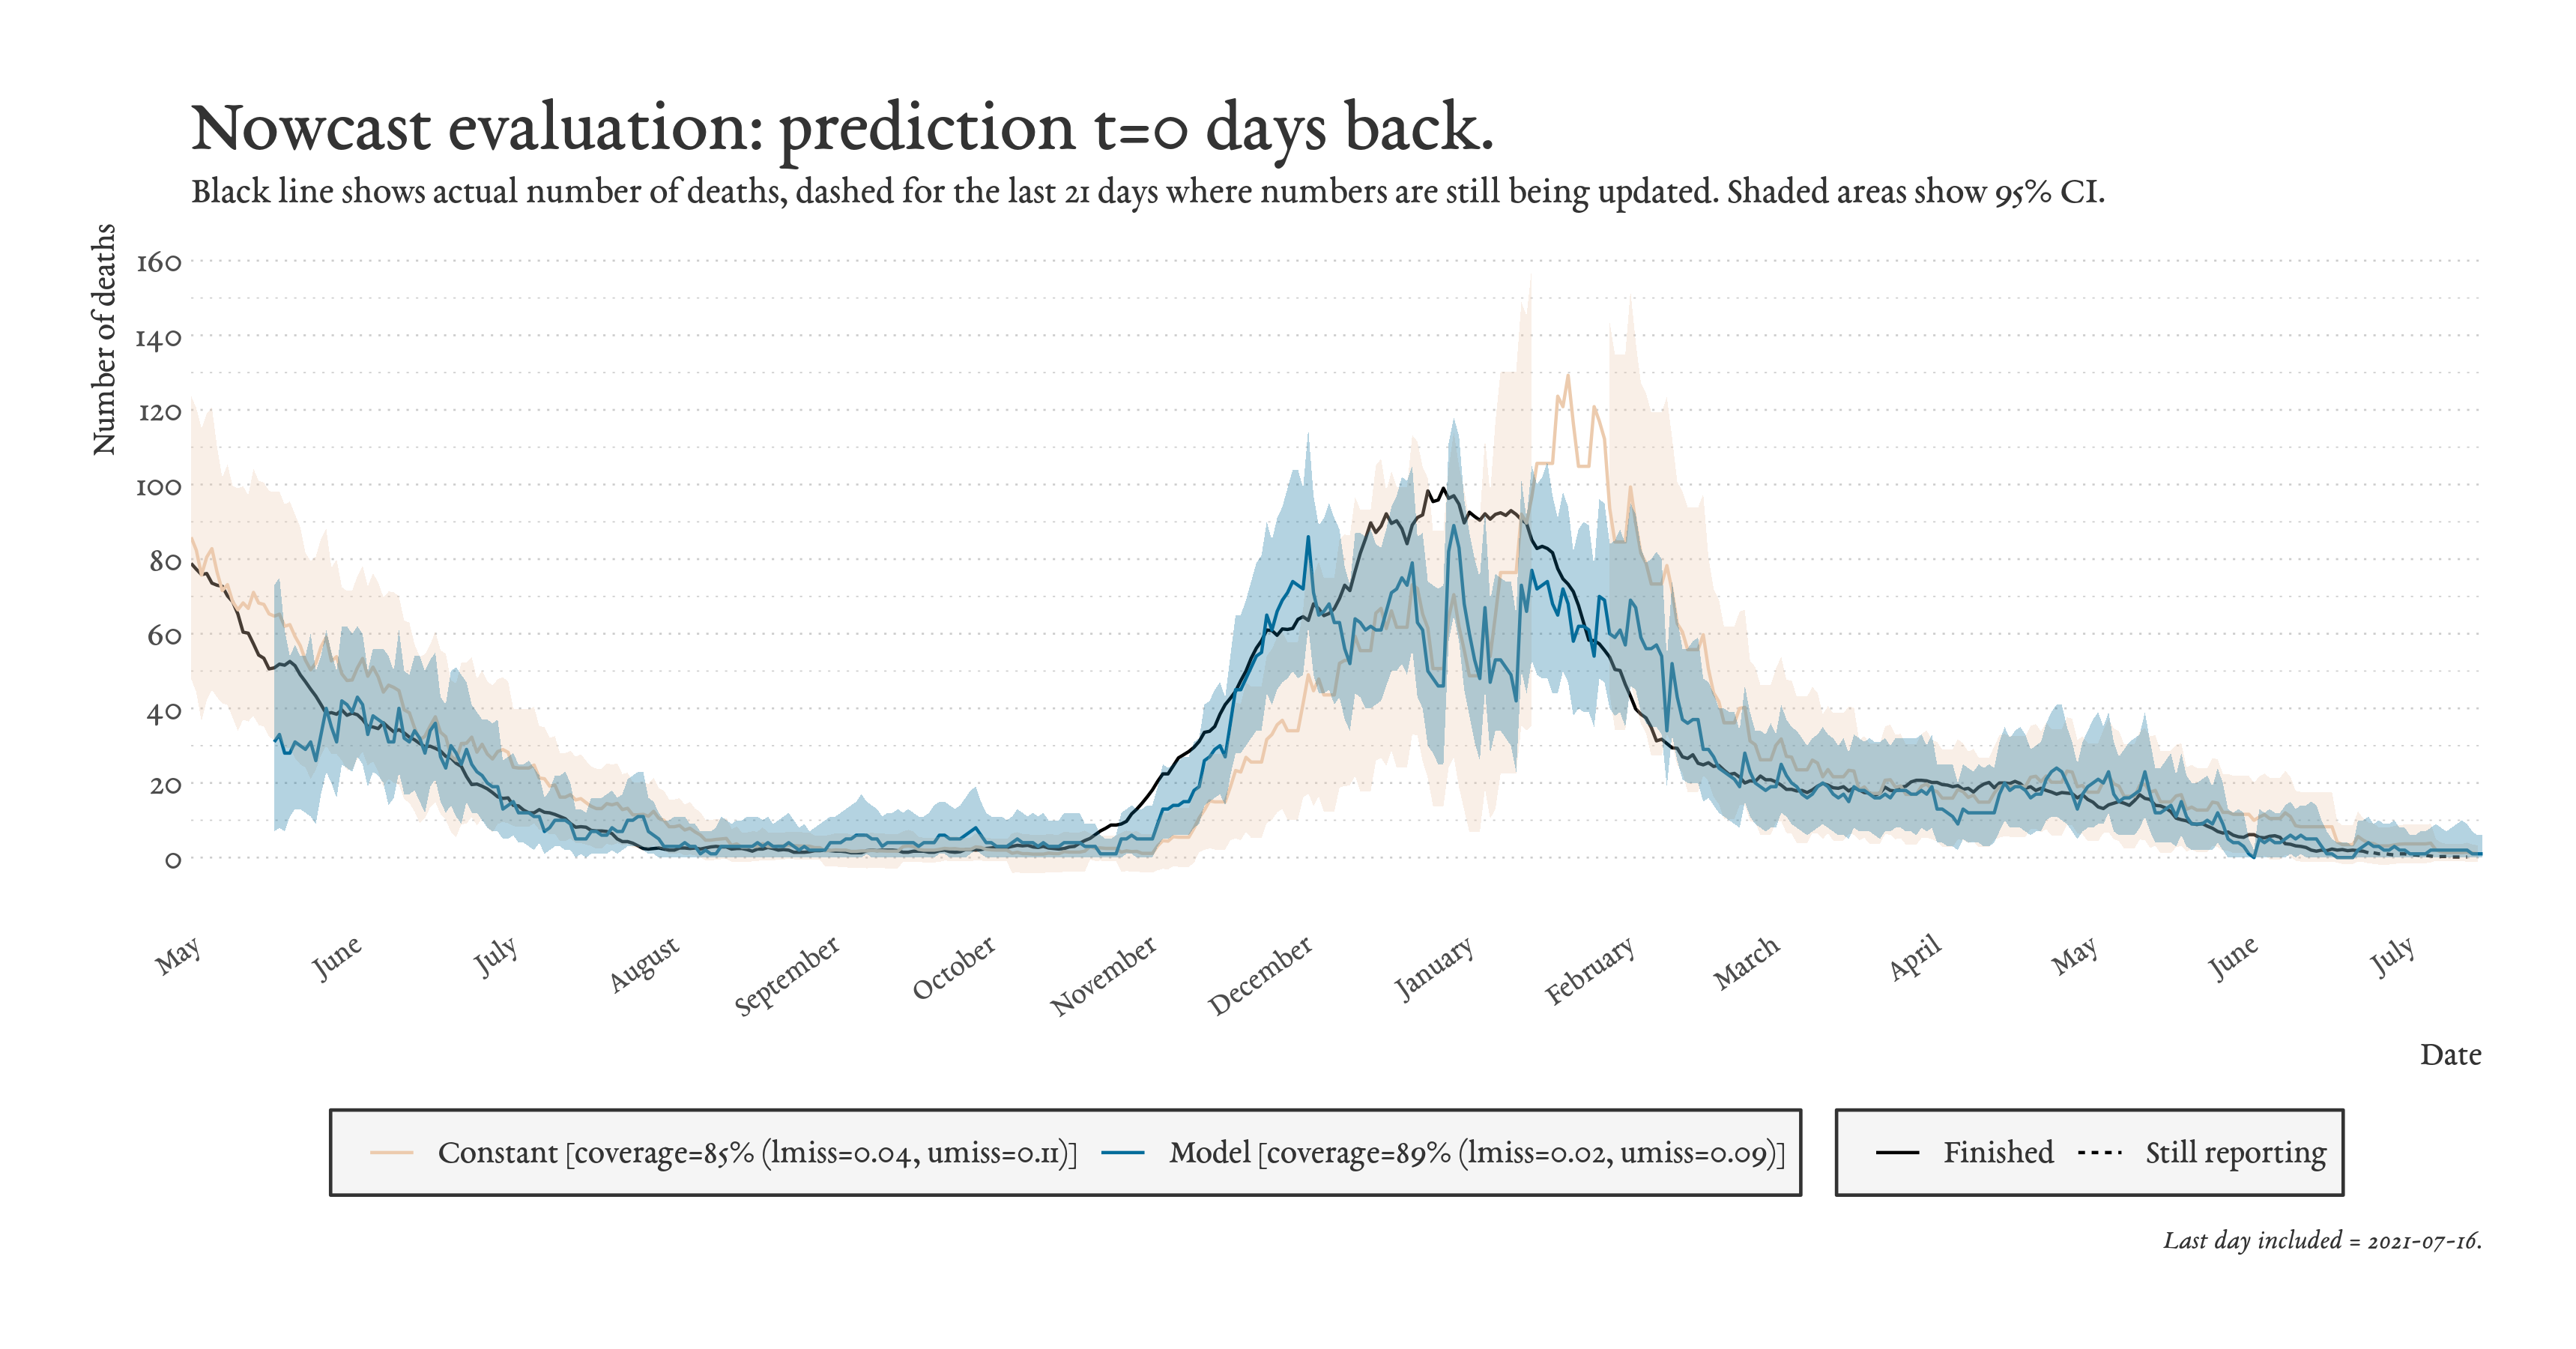 Nowcast evaluation: prediction t=0 days back.
Black line shows actual number of deaths, dashed for the last 21 days where numbers are still being updated. Shaded areas show 95% CI.
Number of deaths
160
140
120
100
80
60
40
20
0
May
June
July
August
September
October
November
December
January
February
March
April
May
June
July
Date
Constant [coverage=85% (lmiss=0.04, umiss=0.11)]
Model [coverage=89% (lmiss=0.02, umiss=0.09)]
Finished
Still reporting
Last day included = 2021-07-16.